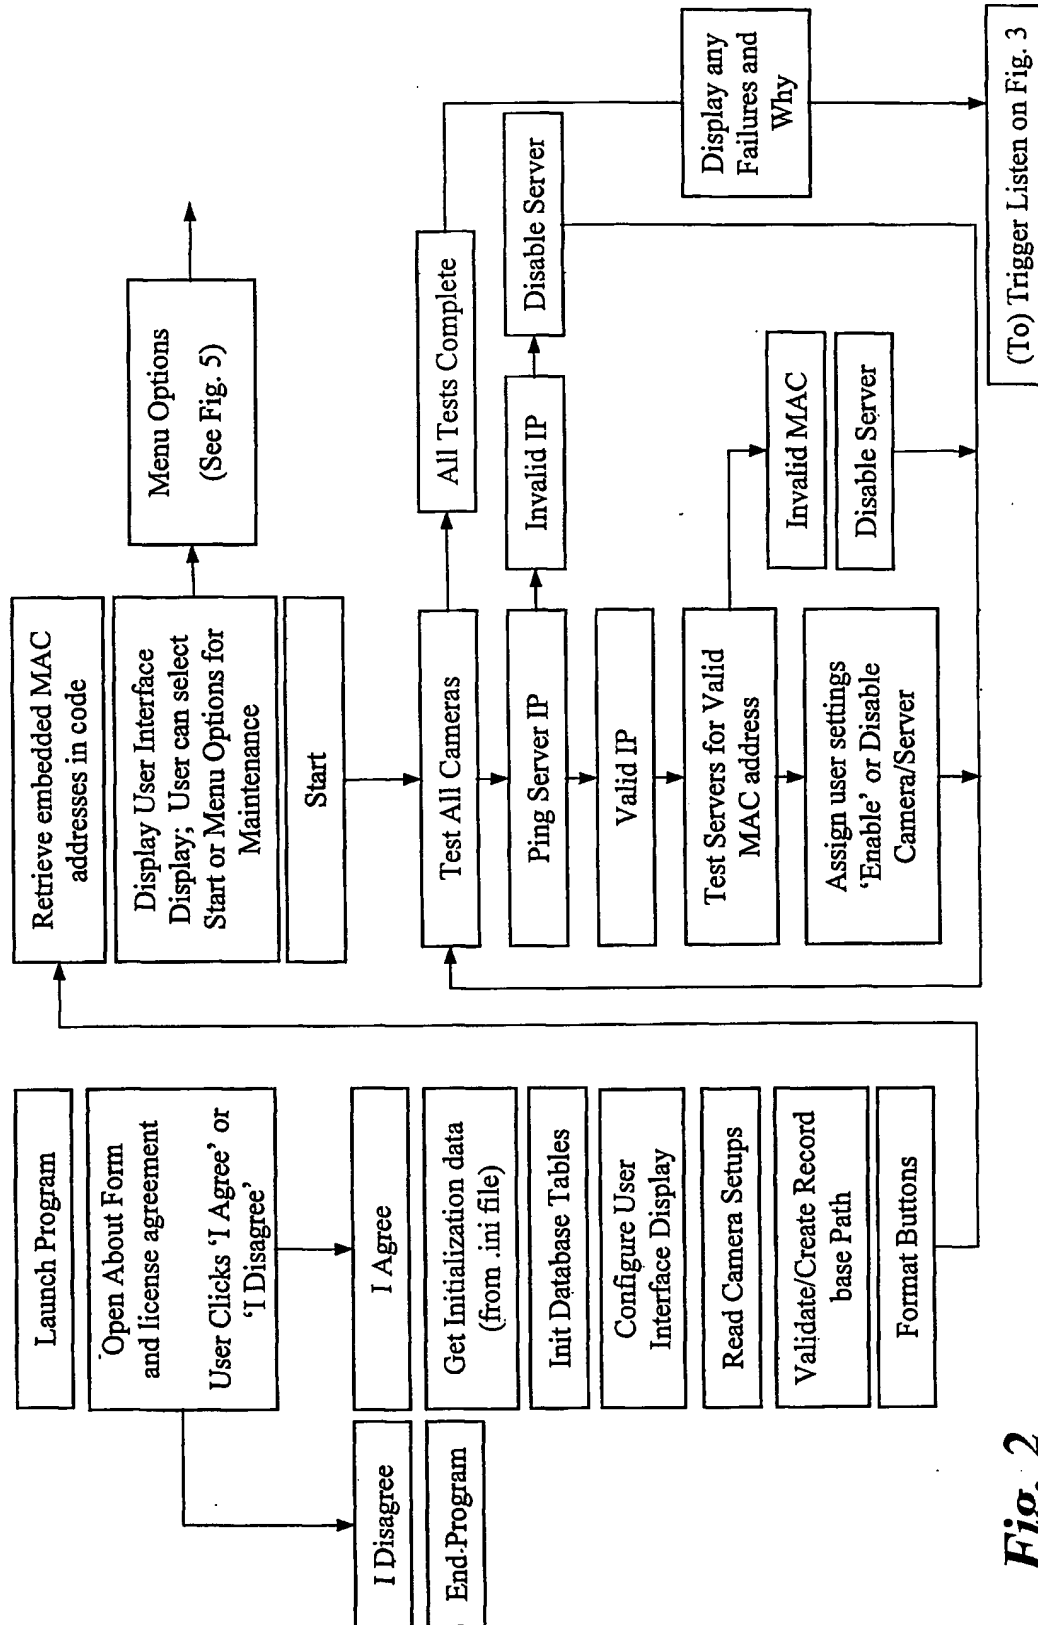 Launch Program
Open About Form
and license agreement
User Clicks 'I Agree' or
'I Disagree'
I Disagree
End Program
I Agree
Get Initialization data
(from .ini file)
Init Database Tables
Configure User
Interface Display
Read Camera Setups
Validate/Create Record
base Path
Format Buttons
Retrieve embedded MAC
addresses in code
Display User Interface
Display; User can select
Start or Menu Options for
Maintenance
Menu Options
(See Fig. 5)
Start
Test All Cameras
All Tests Complete
Ping Server IP
Invalid IP
Disable Server
Valid IP
Test Servers for Valid
MAC address
Invalid MAC
Disable Server
Assign user settings
'Enable' or Disable
Camera/Server
Display any
Failures and
Why
(To) Trigger Listen on Fig. 3
Fig. 2